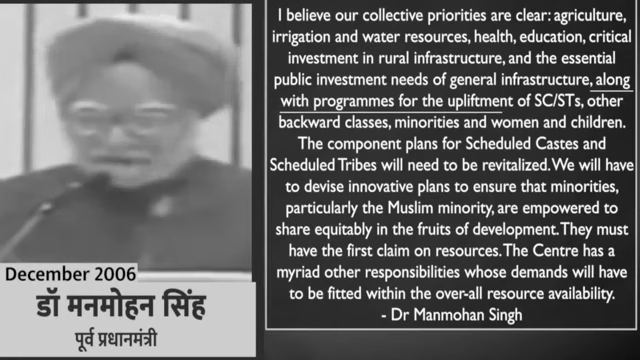 December 2006
डॉ मनमोहन सिंह
पूर्व प्रधानमंत्री
I believe our collective priorities are clear: agriculture,
irrigation and water resources, health, education, critical
investment in rural infrastructure, and the essential
public investment needs of general infrastructure, along
with programmes for the upliftment of SC/STs, other
backward classes, minorities and women and children.
The component plans for Scheduled Castes and
Scheduled Tribes will need to be revitalized. We will have
to devise innovative plans to ensure that minorities,
particularly the Muslim minority, are empowered to
share equitably in the fruits of development. They must
have the first claim on resources. The Centre has a
myriad other responsibilities whose demands will have
to be fitted within the over-all resource availability.
- Dr Manmohan Singh